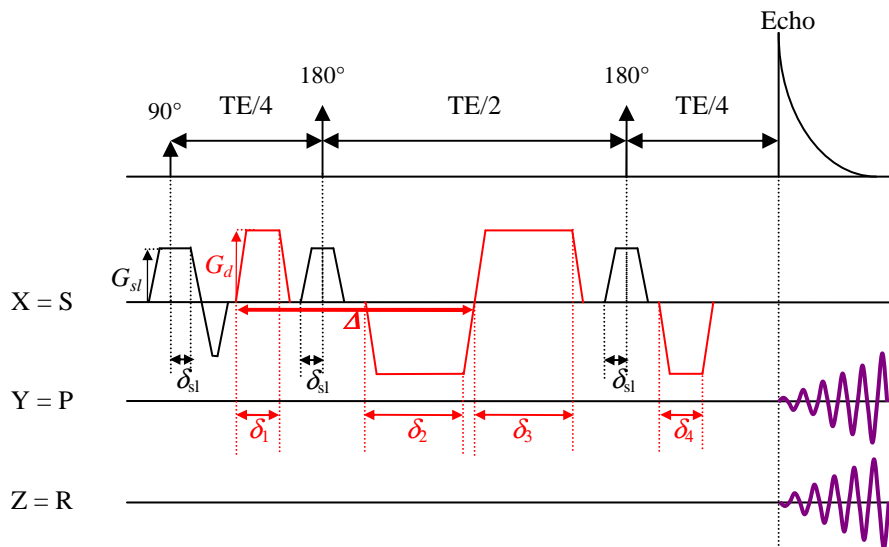 Echo
180° 180°
90° TE/4 TE/2 TE/4
G_sl G_d
X = S
Δ
δ_sl δ_sl δ_sl
Y = P
δ_1 δ_2 δ_3 δ_4
Z = R